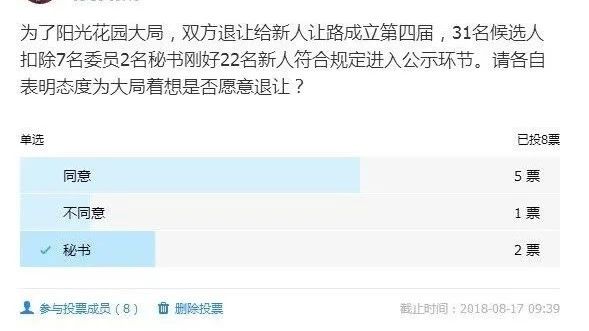 为了阳光花园大局，双方退让给新人让路成立第四届，31名候选人
扣除7名委员2名秘书刚好22名新人符合规定进入公示环节。请各自
表明态度为大局着想是否愿意退让？
单选 已投8票
同意 5 票
不同意 1 票
秘书 2 票
参与投票成员（8） 删除投票 截止时间：2018-08-17 09:39